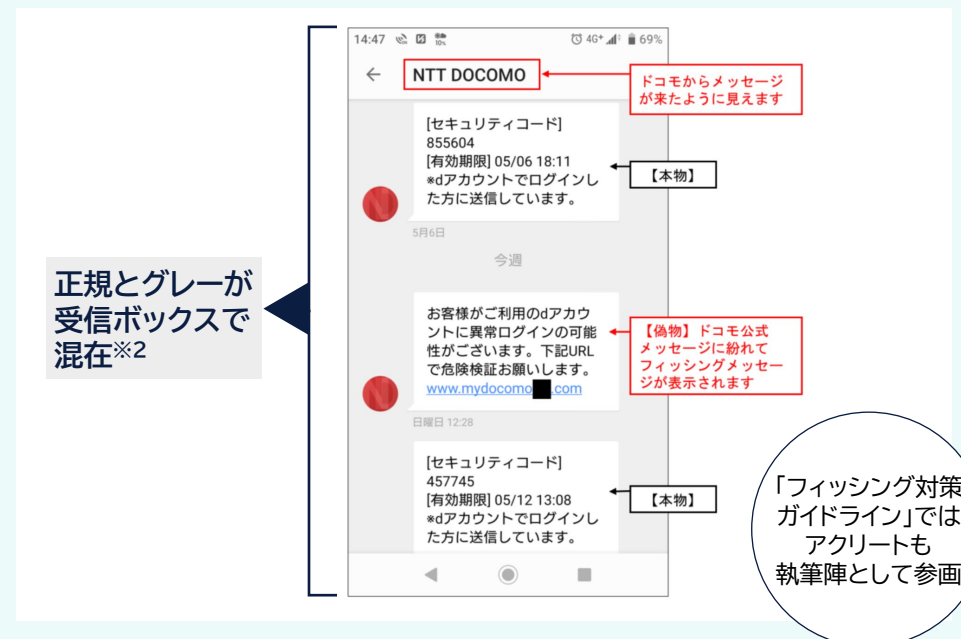 14:47 10% 4G+ 69%
NTT DOCOMO
ドコモからメッセージ
が来たように見えます
[セキュリティコード]
855604
[有効期限] 05/06 18:11
※dアカウントでログインし
た方に送信しています。
【本物】
5月6日
今週
正規とグレーが
受信ボックスで
混在※2
お客様がご利用のdアカウ
ントに異常ログインの可能
性がございます。下記URL
で危険検証お願いします。
www.mydocomo .com
【偽物】ドコモ公式
メッセージに紛れて
フィッシングメッセー
ジが表示されます
日曜日 12:28
[セキュリティコード]
457745
[有効期限] 05/12 13:08
※dアカウントでログインし
た方に送信しています。
【本物】
「フィッシング対策
ガイドライン」では
アクリートも
執筆陣として参画